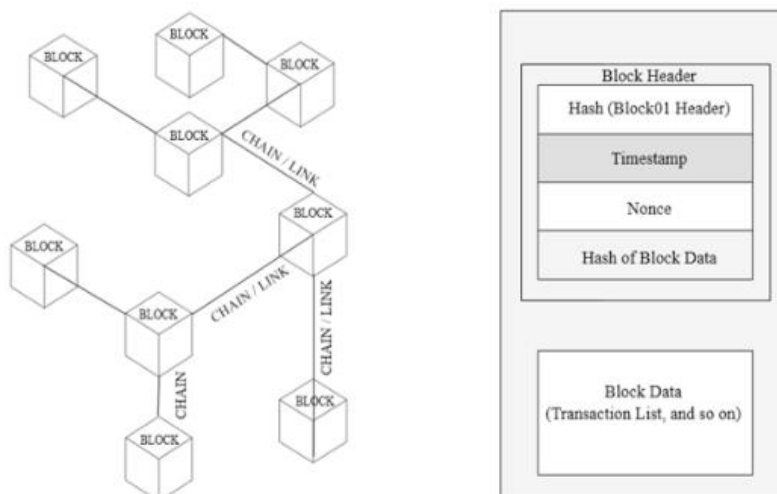 BLOCK
BLOCK
BLOCK
BLOCK
CHAIN / LINK
BLOCK
BLOCK
CHAIN / LINK
CHAIN / LINK
BLOCK
CHAIN
BLOCK
BLOCK
Block Header
Hash (Block01 Header)
Timestamp
Nonce
Hash of Block Data
Block Data
(Transaction List, and so on)